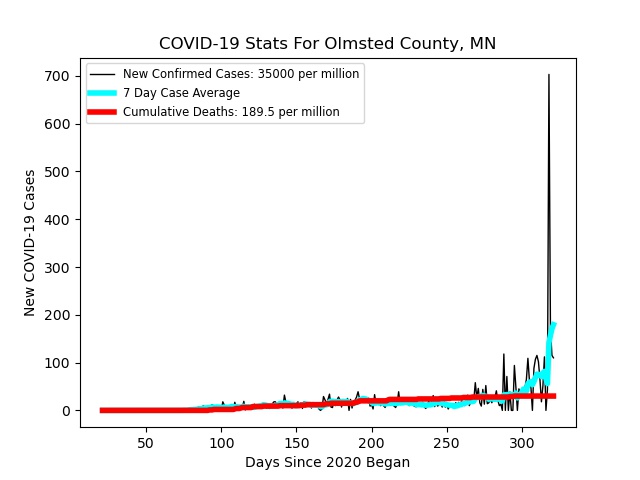 COVID-19 Stats For Olmsted County, MN
New Confirmed Cases: 35000 per million
7 Day Case Average
Cumulative Deaths: 189.5 per million
New COVID-19 Cases
700
600
500
400
300
200
100
0
50 100 150 200 250 300
Days Since 2020 Began